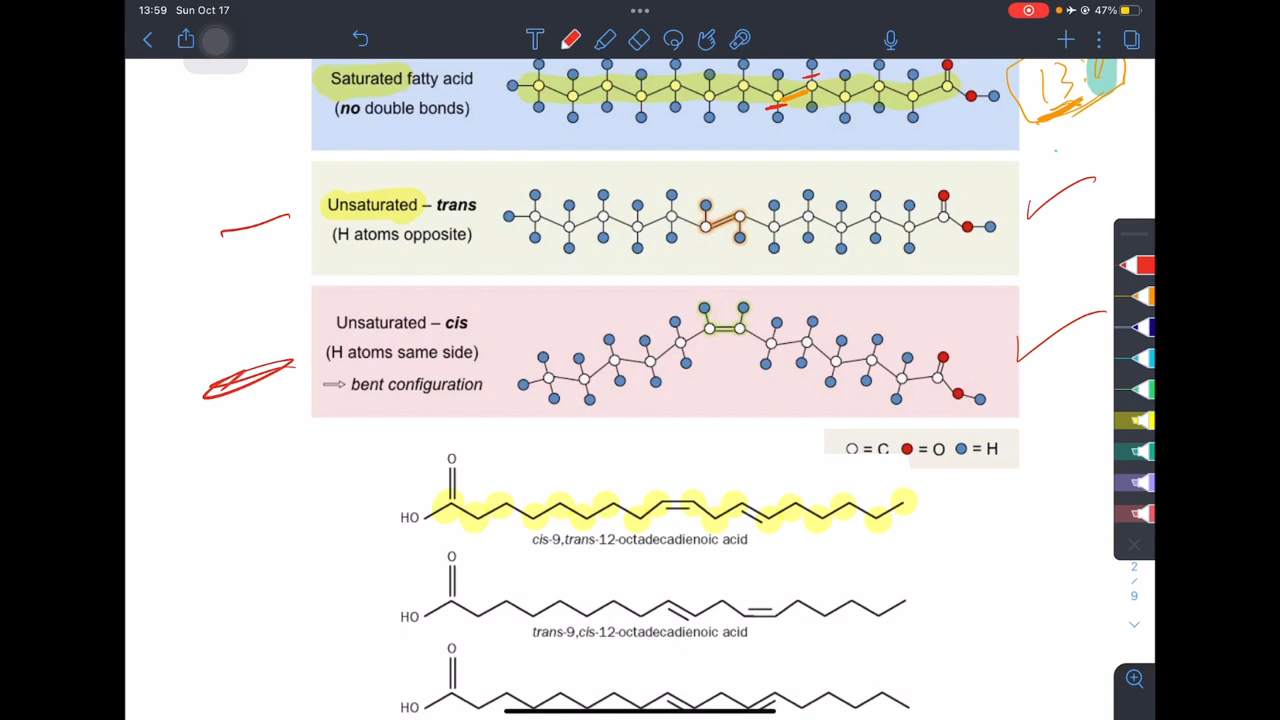 13:59 Sun Oct 17
47%
T
Saturated fatty acid
(no double bonds)
13:0
Unsaturated – trans
(H atoms opposite)
Unsaturated – cis
(H atoms same side)
⇒ bent configuration
= C = O = H
O
HO
cis-9,trans-12-octadecadienoic acid
O
HO
trans-9,cis-12-octadecadienoic acid
O
HO
2
/
9